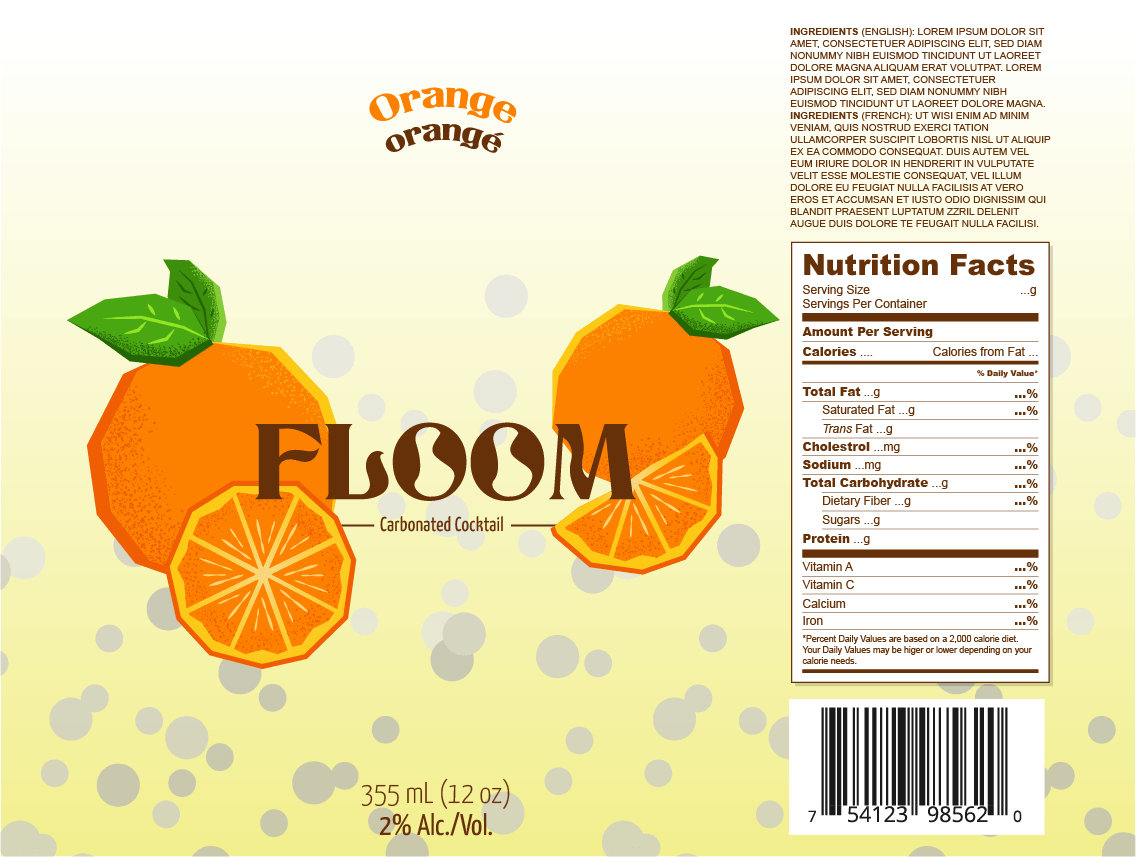 Orange
orangé
FLOOM
Carbonated Cocktail
355 mL (12 oz)
2% Alc./Vol.
INGREDIENTS (ENGLISH): LOREM IPSUM DOLOR SIT
AMET, CONSECTETUER ADIPISCING ELIT, SED DIAM
NONUMMY NIBH EUISMOD TINCIDUNT UT LAOREET
DOLORE MAGNA ALIQUAM ERAT VOLUTPAT. LOREM
IPSUM DOLOR SIT AMET, CONSECTETUER
ADIPISCING ELIT, SED DIAM NONUMMY NIBH
EUISMOD TINCIDUNT UT LAOREET DOLORE MAGNA.
INGREDIENTS (FRENCH): UT WISI ENIM AD MINIM
VENIAM, QUIS NOSTRUD EXERCI TATION
ULLAMCORPER SUSCIPIT LOBORTIS NISL UT ALIQUIP
EX EA COMMODO CONSEQUAT. DUIS AUTEM VEL
EUM IRIURE DOLOR IN HENDRERIT IN VULPUTATE
VELIT ESSE MOLESTIE CONSEQUAT, VEL ILLUM
DOLORE EU FEUGIAT NULLA FACILISIS AT VERO
EROS ET ACCUMSAN ET IUSTO ODIO DIGNISSIM QUI
BLANDIT PRAESENT LUPTATUM ZZRIL DELENIT
AUGUE DUIS DOLORE TE FEUGAIT NULLA FACILISI.
Nutrition Facts
Serving Size ...g
Servings Per Container
Amount Per Serving
Calories .... Calories from Fat ...
% Daily Value*
Total Fat ...g ...%
Saturated Fat ...g ...%
Trans Fat ...g
Cholestrol ...mg ...%
Sodium ...mg ...%
Total Carbohydrate ...g ...%
Dietary Fiber ...g ...%
Sugars ...g
Protein ...g
Vitamin A ...%
Vitamin C ...%
Calcium ...%
Iron ...%
*Percent Daily Values are based on a 2,000 calorie diet.
Your Daily Values may be higer or lower depending on your
calorie needs.
7 54123 98562 0